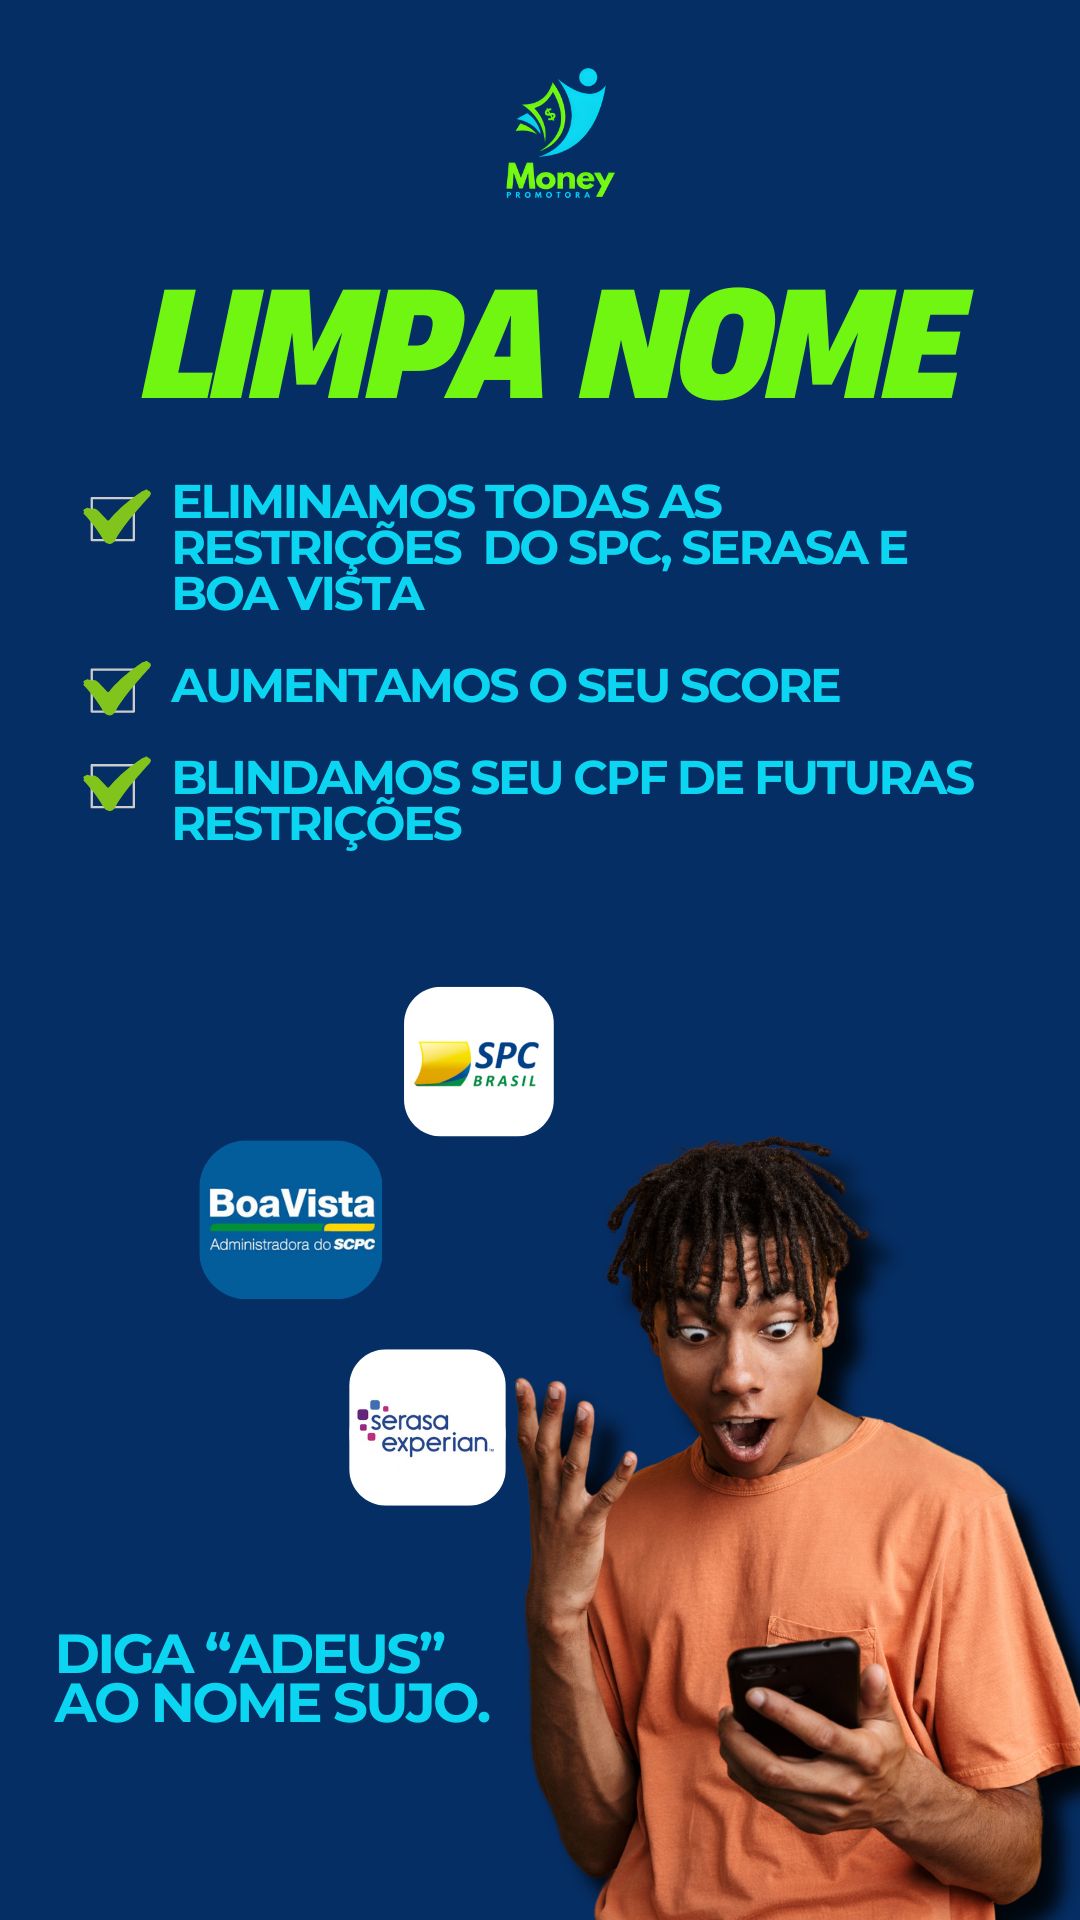 Money
PROMOTORA
LIMPA NOME
ELIMINAMOS TODAS AS
RESTRIÇÕES DO SPC, SERASA E
BOA VISTA
AUMENTAMOS O SEU SCORE
BLINDAMOS SEU CPF DE FUTURAS
RESTRIÇÕES
SPC
BRASIL
BoaVista
Administradora do SCPC
serasa
experian™
DIGA “ADEUS”
AO NOME SUJO.